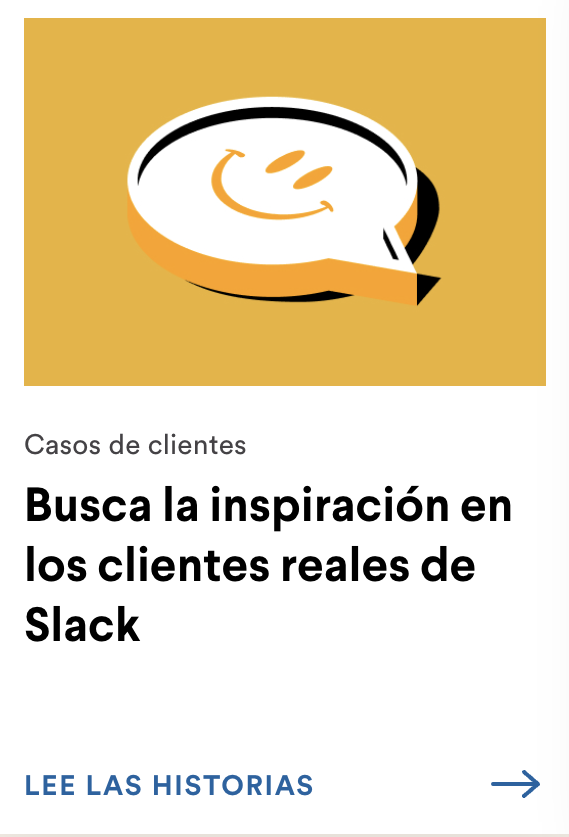 Casos de clientes
Busca la inspiración en
los clientes reales de
Slack
LEE LAS HISTORIAS